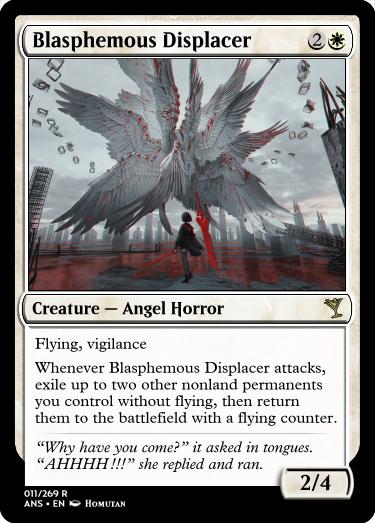 Blasphemous Displacer 2
Creature — Angel Horror
Flying, vigilance
Whenever Blasphemous Displacer attacks,
exile up to two other nonland permanents
you control without flying, then return
them to the battlefield with a flying counter.
“Why have you come?” it asked in tongues.
“AHHHH!!!” she replied and ran.
2/4
011/269 R
ANS • EN Homutan